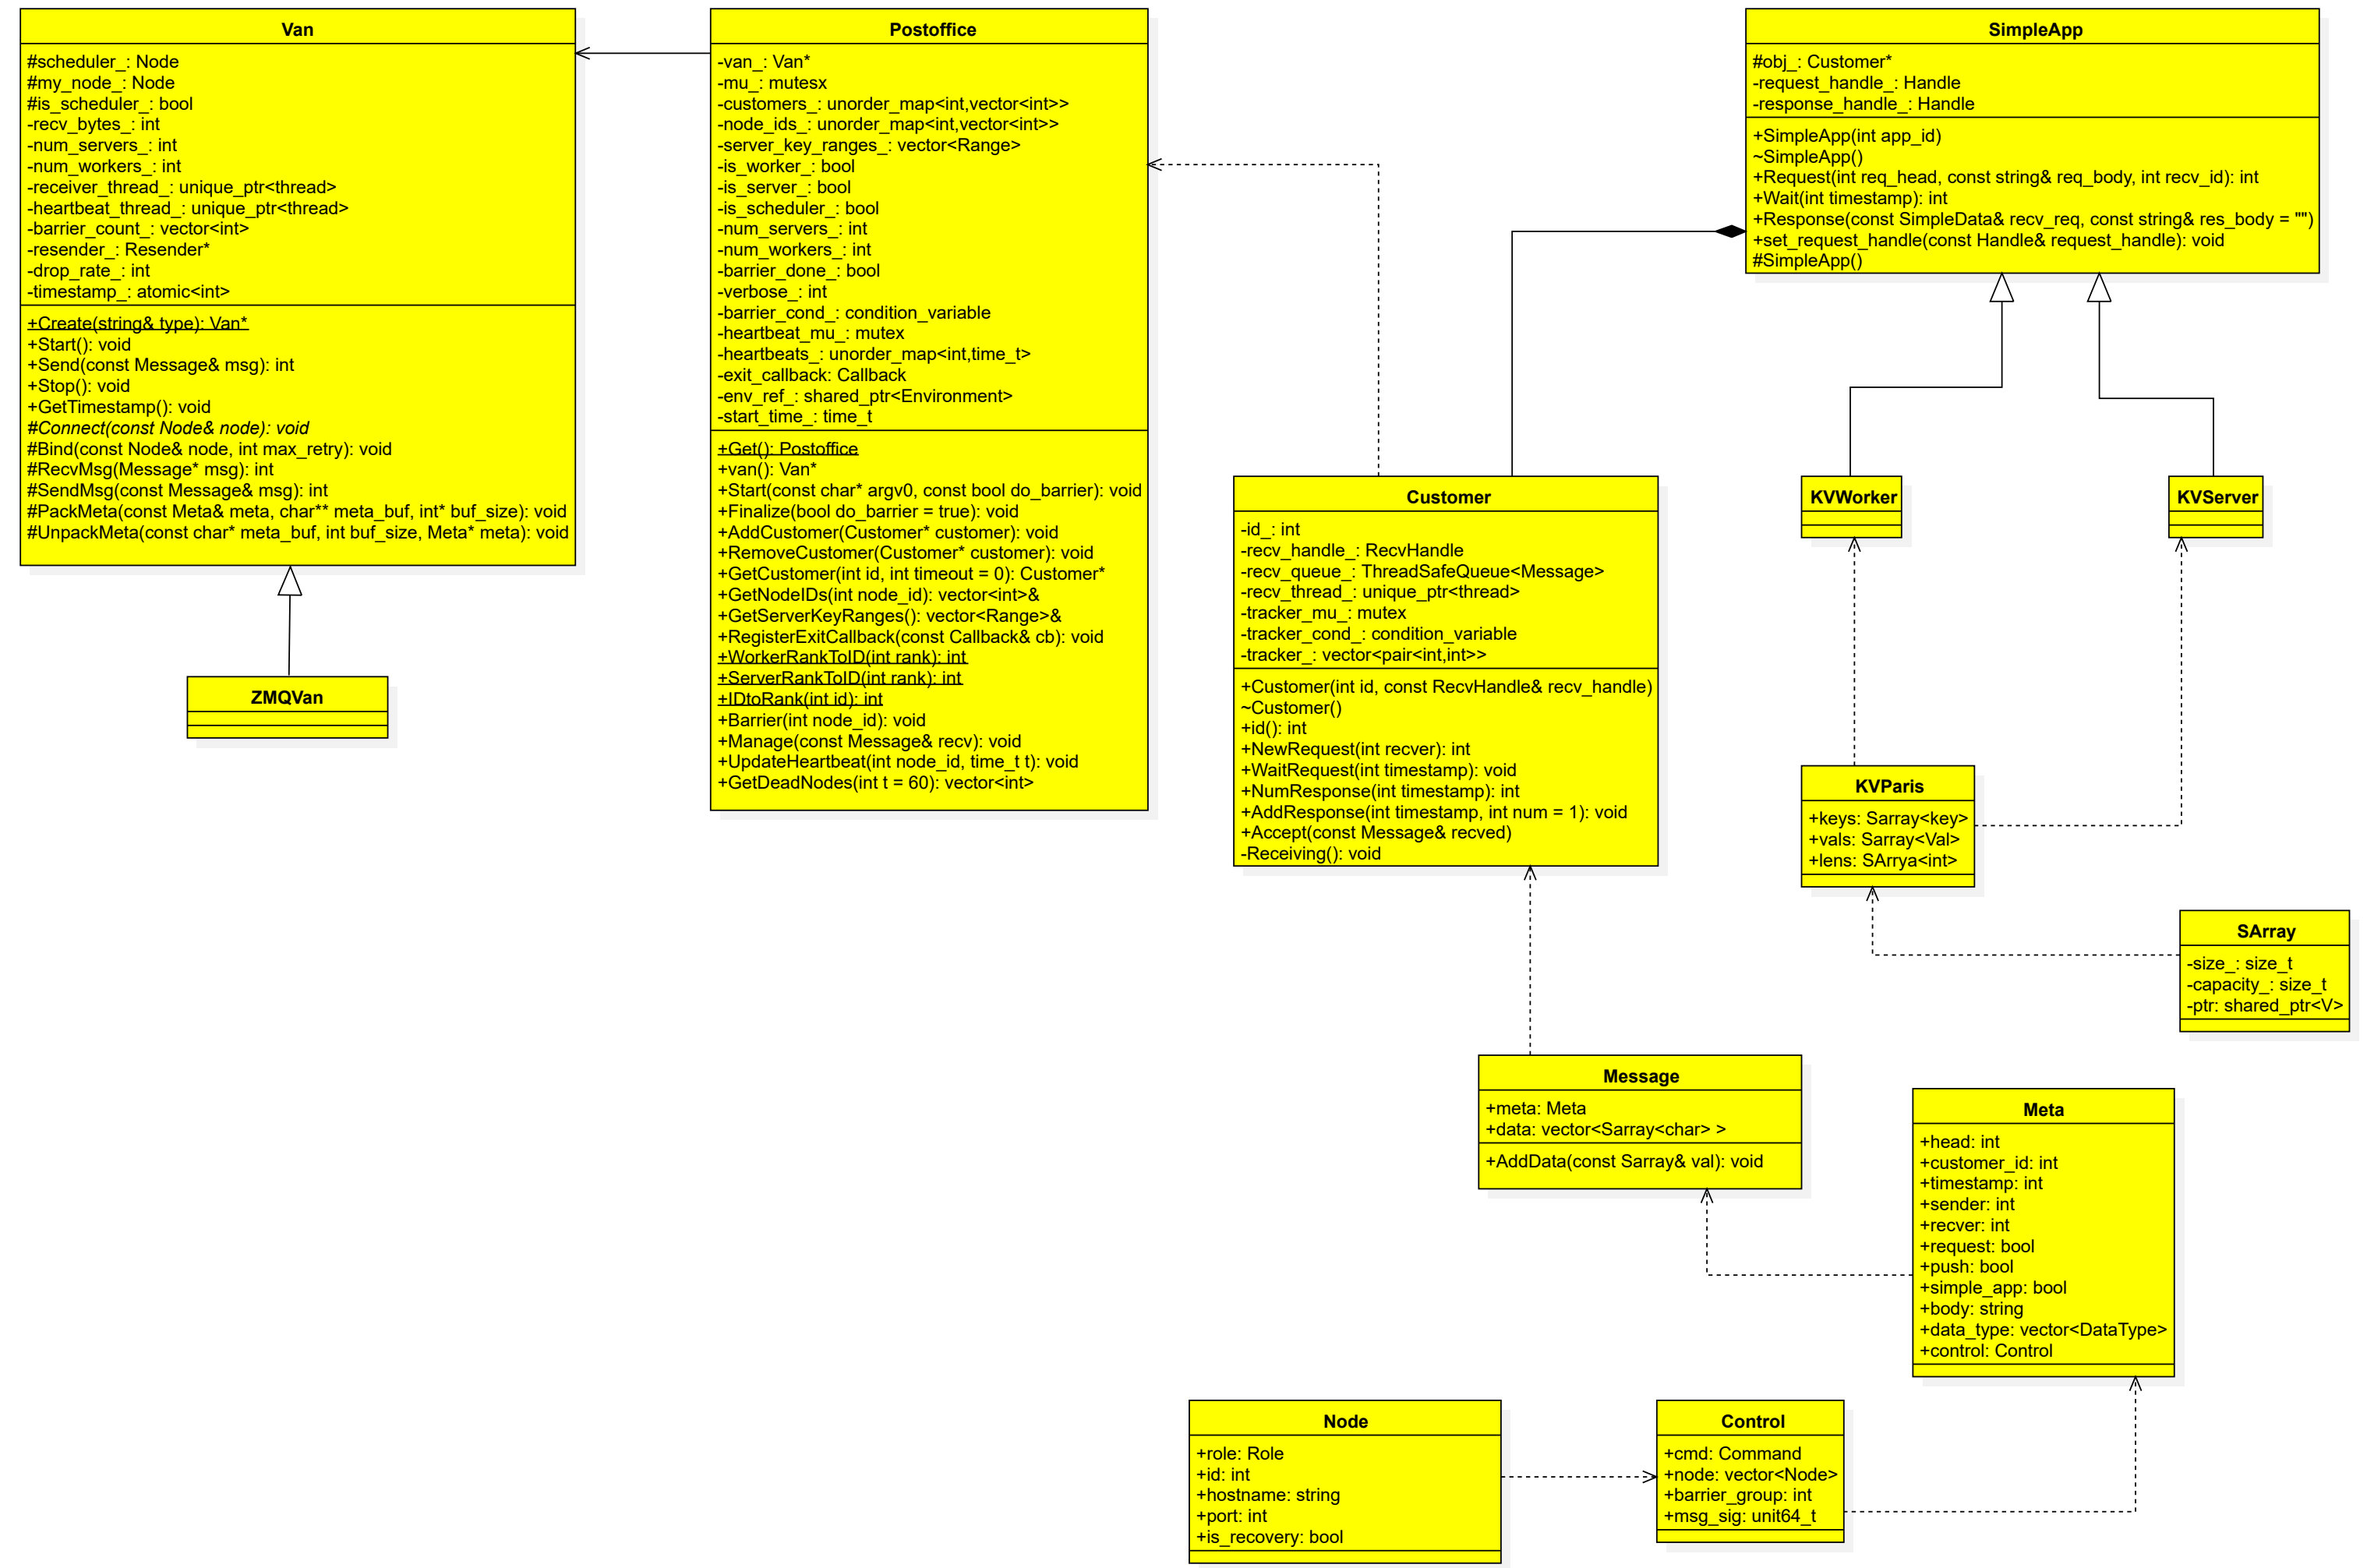 Van
#scheduler_: Node
#my_node_: Node
#is_scheduler_: bool
-recv_bytes_: int
-num_servers_: int
-num_workers_: int
-receiver_thread_: unique_ptr<thread>
-heartbeat_thread_: unique_ptr<thread>
-barrier_count_: vector<int>
-resender_: Resender*
-drop_rate_: int
-timestamp_: atomic<int>
+Create(string& type): Van*
+Start(): void
+Send(const Message& msg): int
+Stop(): void
+GetTimestamp(): void
#Connect(const Node& node): void
#Bind(const Node& node, int max_retry): void
#RecvMsg(Message* msg): int
#SendMsg(const Message& msg): int
#PackMeta(const Meta& meta, char** meta_buf, int* buf_size): void
#UnpackMeta(const char* meta_buf, int buf_size, Meta* meta): void
ZMQVan
Postoffice
-van_: Van*
-mu_: mutesx
-customers_: unorder_map<int,vector<int>>
-node_ids_: unorder_map<int,vector<int>>
-server_key_ranges_: vector<Range>
-is_worker_: bool
-is_server_: bool
-is_scheduler_: bool
-num_servers_: int
-num_workers_: int
-barrier_done_: bool
-verbose_: int
-barrier_cond_: condition_variable
-heartbeat_mu_: mutex
-heartbeats_: unorder_map<int,time_t>
-exit_callback: Callback
-env_ref_: shared_ptr<Environment>
-start_time_: time_t
+Get(): Postoffice
+van(): Van*
+Start(const char* argv0, const bool do_barrier): void
+Finalize(bool do_barrier = true): void
+AddCustomer(Customer* customer): void
+RemoveCustomer(Customer* customer): void
+GetCustomer(int id, int timeout = 0): Customer*
+GetNodeIDs(int node_id): vector<int>&
+GetServerKeyRanges(): vector<Range>&
+RegisterExitCallback(const Callback& cb): void
+WorkerRankToID(int rank): int
+ServerRankToID(int rank): int
+IDtoRank(int id): int
+Barrier(int node_id): void
+Manage(const Message& recv): void
+UpdateHeartbeat(int node_id, time_t t): void
+GetDeadNodes(int t = 60): vector<int>
SimpleApp
#obj_: Customer*
-request_handle_: Handle
-response_handle_: Handle
+SimpleApp(int app_id)
~SimpleApp()
+Request(int req_head, const string& req_body, int recv_id): int
+Wait(int timestamp): int
+Response(const SimpleData& recv_req, const string& res_body = "")
+set_request_handle(const Handle& request_handle): void
#SimpleApp()
Customer
-id_: int
-recv_handle_: RecvHandle
-recv_queue_: ThreadSafeQueue<Message>
-recv_thread_: unique_ptr<thread>
-tracker_mu_: mutex
-tracker_cond_: condition_variable
-tracker_: vector<pair<int,int>>
+Customer(int id, const RecvHandle& recv_handle)
~Customer()
+id(): int
+NewRequest(int recver): int
+WaitRequest(int timestamp): void
+NumResponse(int timestamp): int
+AddResponse(int timestamp, int num = 1): void
+Accept(const Message& recved)
-Receiving(): void
KVWorker
KVServer
KVParis
+keys: Sarray<key>
+vals: Sarray<Val>
+lens: SArrya<int>
SArray
-size_: size_t
-capacity_: size_t
-ptr: shared_ptr<V>
Message
+meta: Meta
+data: vector<Sarray<char> >
+AddData(const Sarray& val): void
Meta
+head: int
+customer_id: int
+timestamp: int
+sender: int
+recver: int
+request: bool
+push: bool
+simple_app: bool
+body: string
+data_type: vector<DataType>
+control: Control
Node
+role: Role
+id: int
+hostname: string
+port: int
+is_recovery: bool
Control
+cmd: Command
+node: vector<Node>
+barrier_group: int
+msg_sig: unit64_t